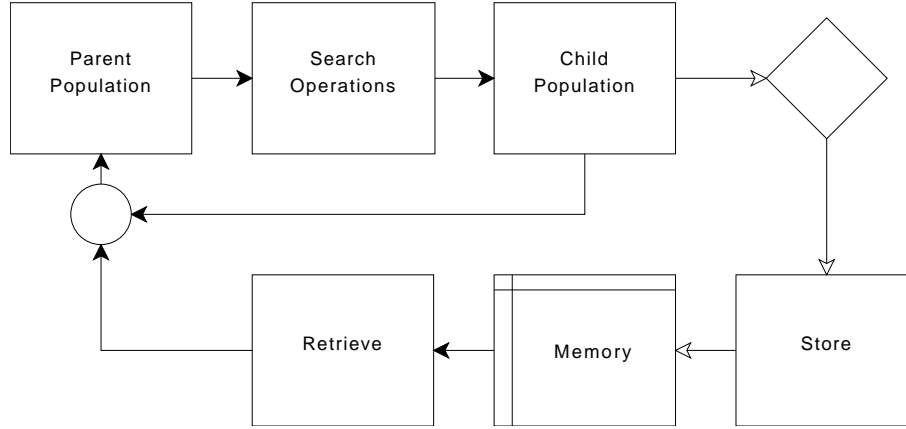 Parent
Population
Search
Operations
Child
Population
Retrieve
Memory
Store